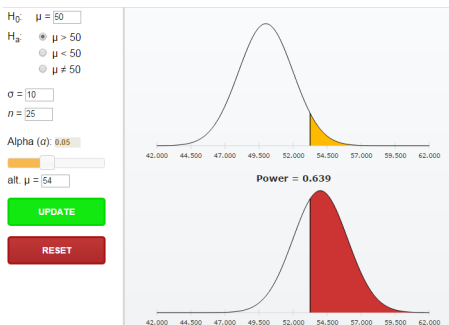 H0: μ = 50
Ha: μ > 50
μ < 50
μ ≠ 50
σ = 10
n = 25
Alpha (α): 0.05
alt. μ = 54
UPDATE
RESET
42.000 44.500 47.000 49.500 52.000 54.500 57.000 59.500 62.000
Power = 0.639
42.000 44.500 47.000 49.500 52.000 54.500 57.000 59.500 62.000